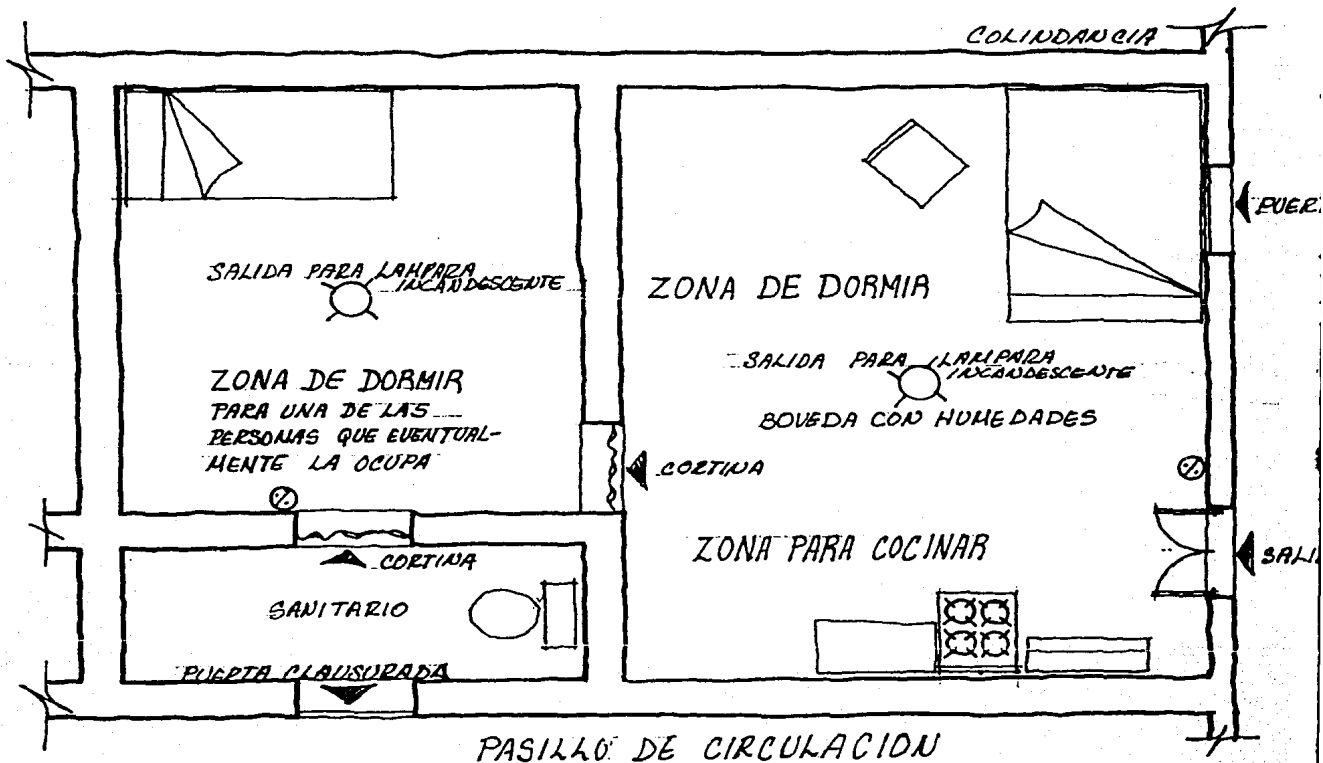 COLINDANCIA
SALIDA PARA LAMPARA
INCANDESCENTE
ZONA DE DORMIR
SALIDA PARA LAMPARA
INCANDESCENTE
BOVEDA CON HUMEDADES
ZONA DE DORMIR
PARA UNA DE LAS
PERSONAS QUE EVENTUAL-
MENTE LA OCUPA
CORTINA
ZONA PARA COCINAR
CORTINA
SANITARIO
PUERTA CLAUSURADA
PASILLO DE CIRCULACION